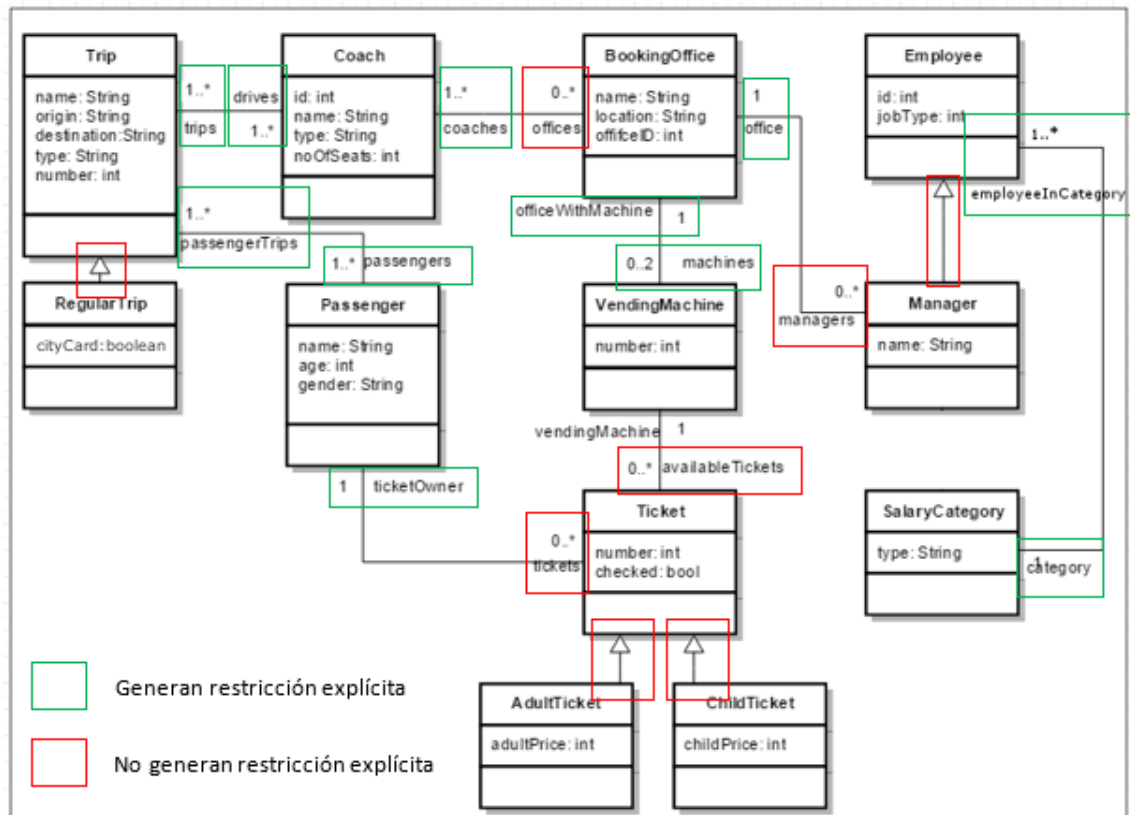 Trip
name: String
origin: String
destination:String
type: String
number: int
1..*
trips
drives
1..*
Coach
id: int
name: String
type: String
noOfSeats: int
1..*
coaches
0..*
offices
BookingOffice
name: String
location: String
offifceID: int
1
office
Employee
id: int
jobType: int
1..*
employeeInCategory
1..*
passengerTrips
1..* passengers
officeWithMachine 1
0..2 machines
0..*
managers
RegularTrip
cityCard:boolean
Passenger
name: String
age: int
gender: String
VendingMachine
number: int
Manager
name: String
vendingMachine 1
0..* availableTickets
1 ticketOwner
0..*
tickets
Ticket
number: int
checked: bool
SalaryCategory
type: String
1
category
Generan restricción explícita
No generan restricción explícita
AdultTicket
adultPrice: int
ChildTicket
childPrice: int